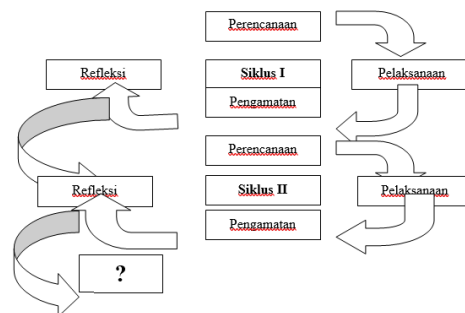 Perencanaan
Refleksi
Siklus I
Pelaksanaan
Pengamatan
Perencanaan
Refleksi
Siklus II
Pelaksanaan
Pengamatan
?